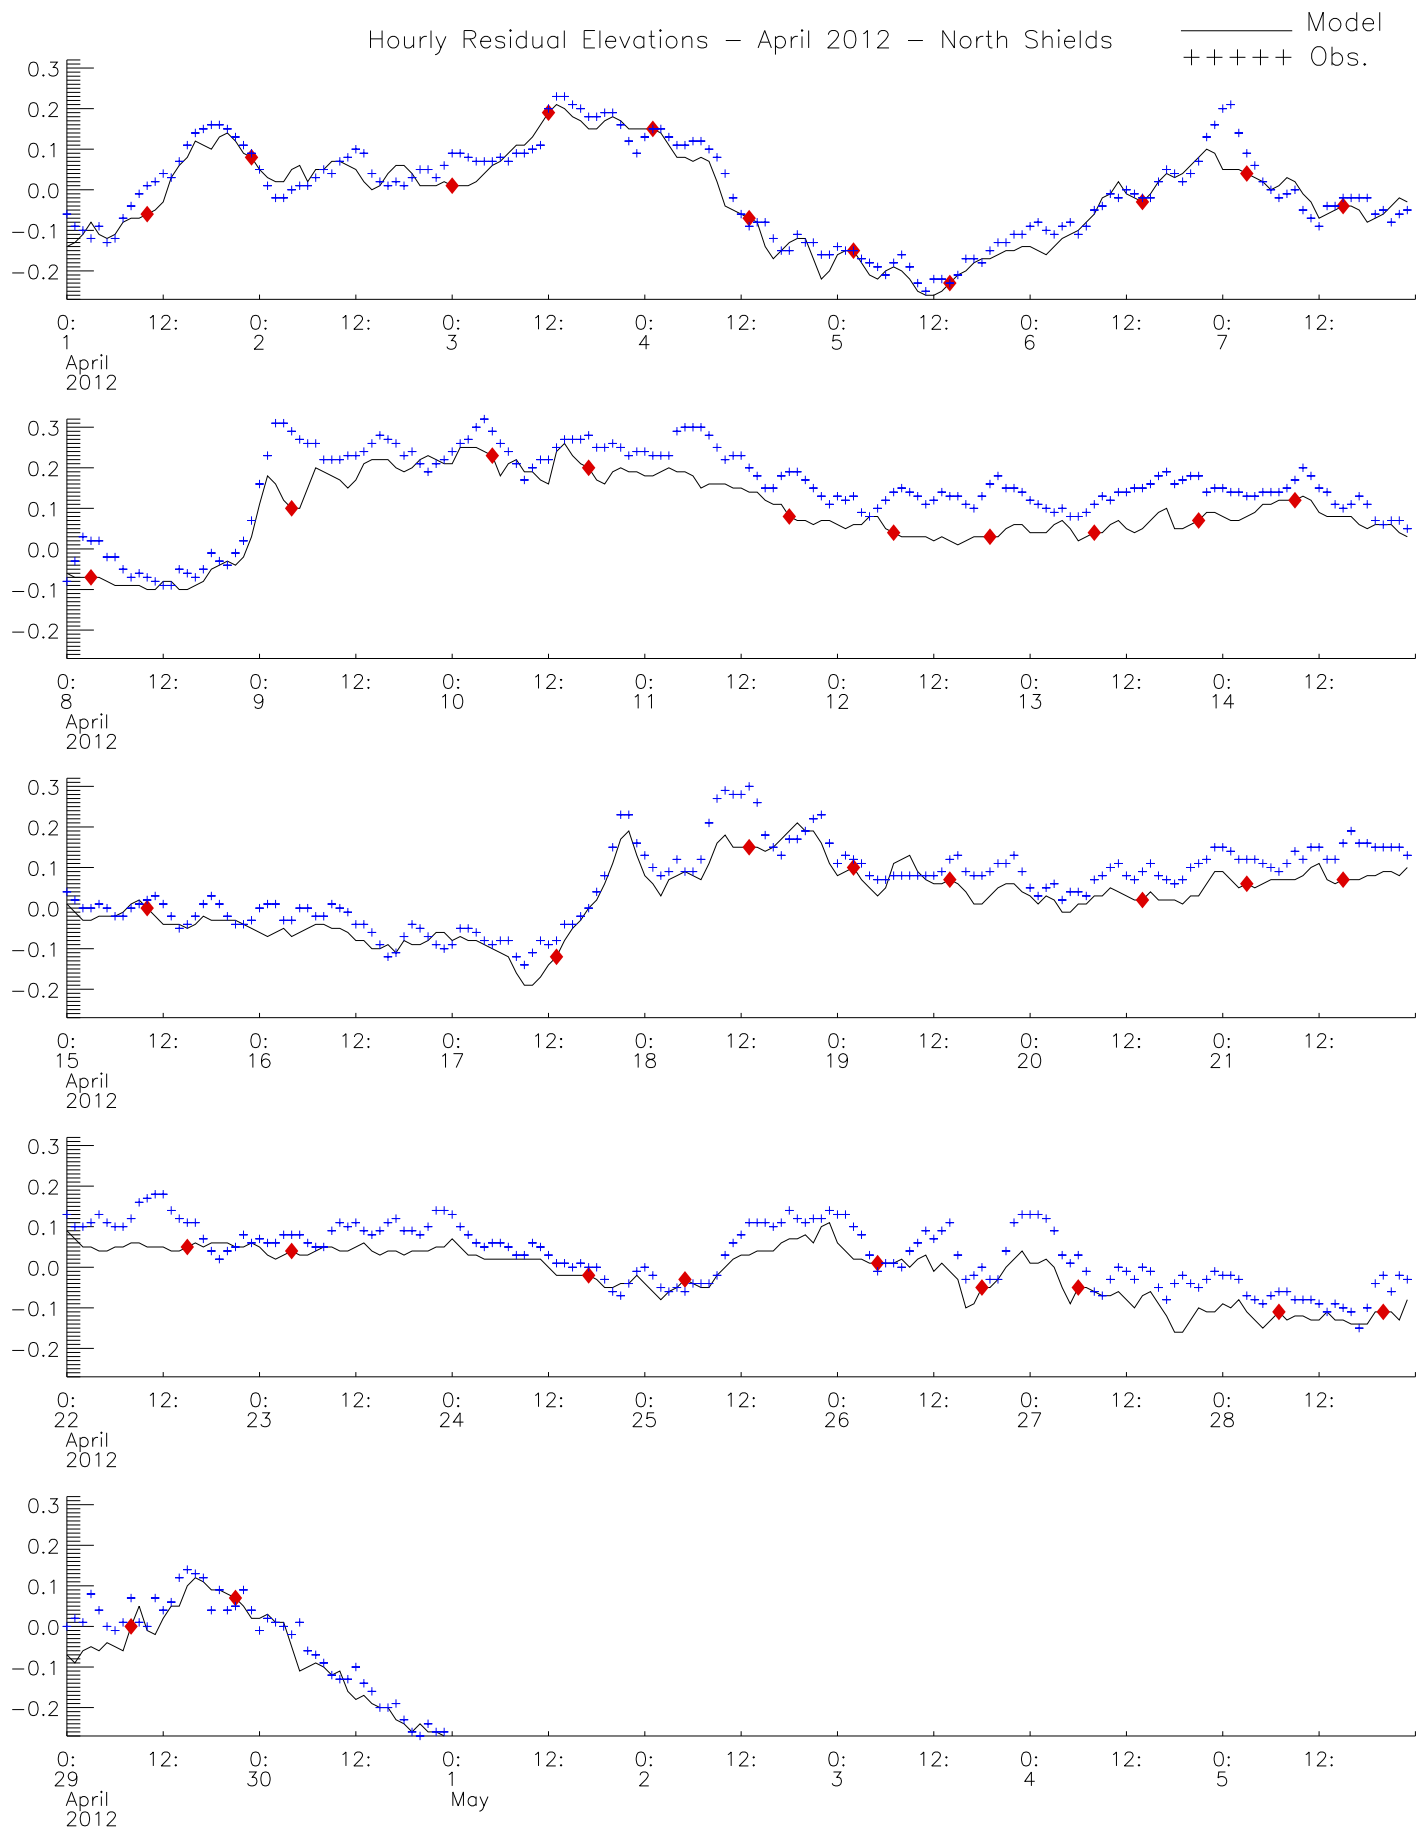 Hourly Residual Elevations – April 2012 – North Shields
Model
+++++ Obs.
0.3
0.2
0.1
0.0
−0.1
−0.2
0: 12: 0: 12: 0: 12: 0: 12: 0: 12: 0: 12: 0: 12:
1 2 3 4 5 6 7
April
2012
0.3
0.2
0.1
0.0
−0.1
−0.2
0: 12: 0: 12: 0: 12: 0: 12: 0: 12: 0: 12: 0: 12:
8 9 10 11 12 13 14
April
2012
0.3
0.2
0.1
0.0
−0.1
−0.2
0: 12: 0: 12: 0: 12: 0: 12: 0: 12: 0: 12: 0: 12:
15 16 17 18 19 20 21
April
2012
0.3
0.2
0.1
0.0
−0.1
−0.2
0: 12: 0: 12: 0: 12: 0: 12: 0: 12: 0: 12: 0: 12:
22 23 24 25 26 27 28
April
2012
0.3
0.2
0.1
0.0
−0.1
−0.2
0: 12: 0: 12: 0: 12: 0: 12: 0: 12: 0: 12: 0: 12:
29 30 1 2 3 4 5
April May
2012